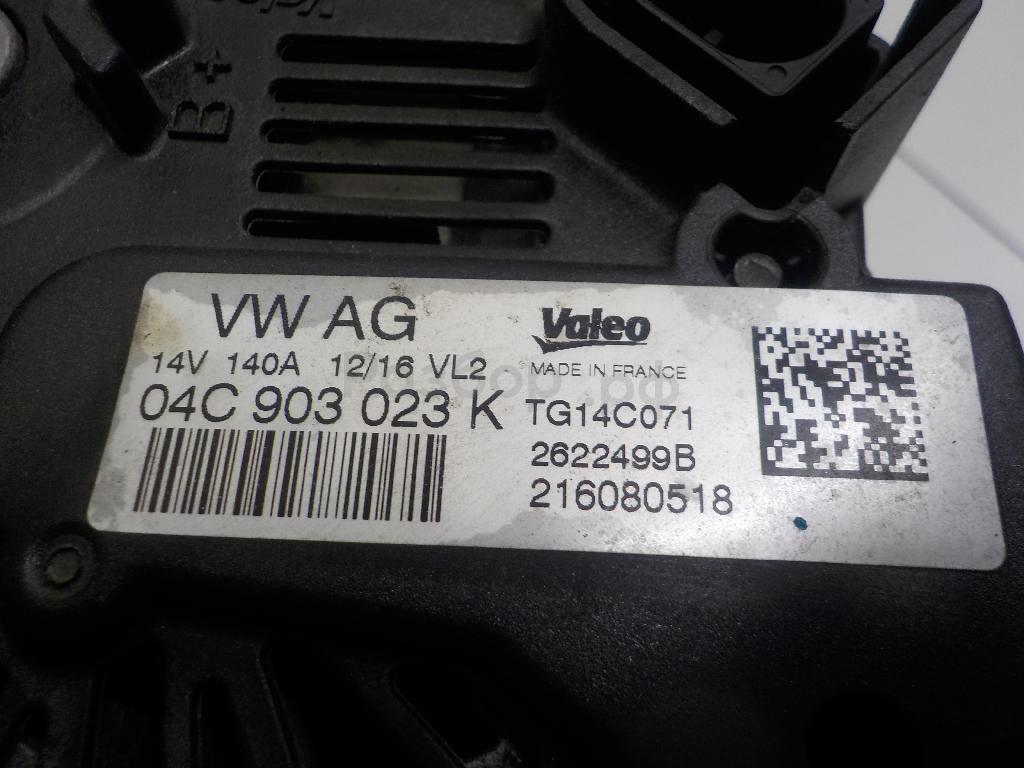 B+
VW AG
14V 140A 12/16 VL2
04C 903 023 K
Valeo
MADE IN FRANCE
TG14C071
2622499B
216080518